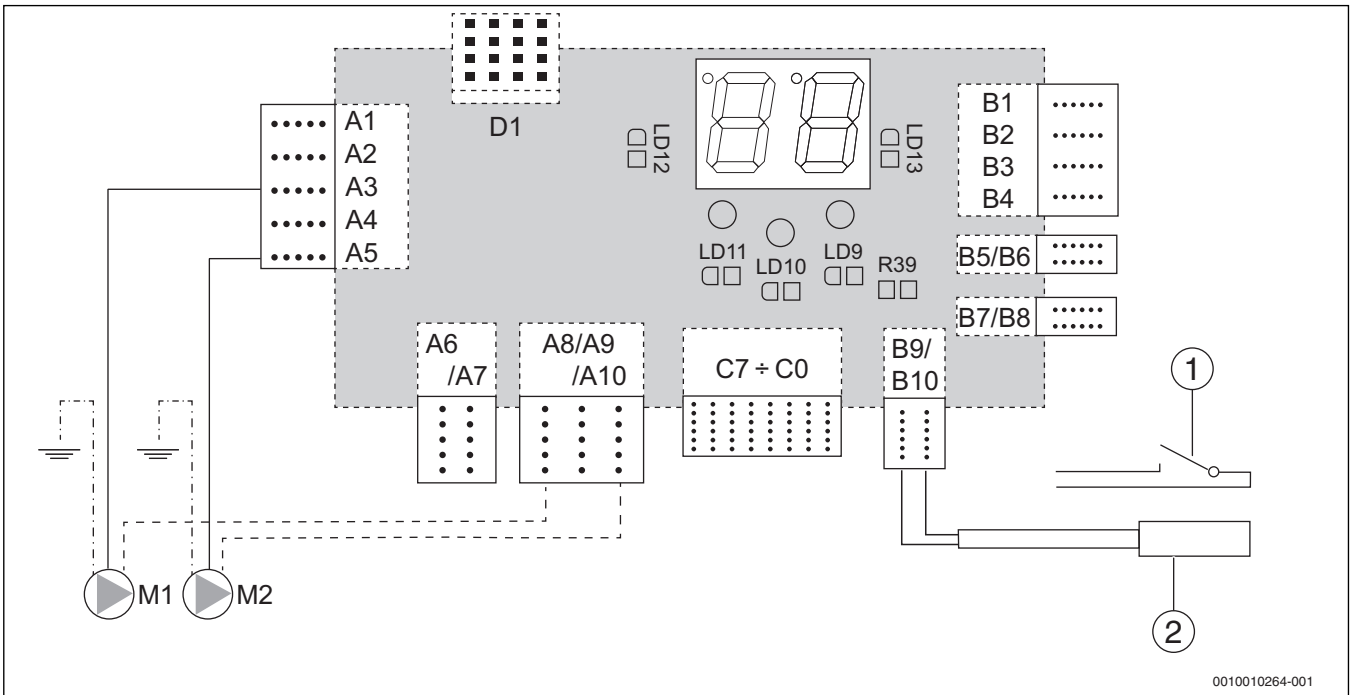 D1
A1
A2
A3
A4
A5
LD12
LD13
B1
B2
B3
B4
LD11
LD10
LD9
R39
B5/B6
B7/B8
A6
/A7
A8/A9
/A10
C7 ÷ C0
B9/
B10
1
M1
M2
2
0010010264-001